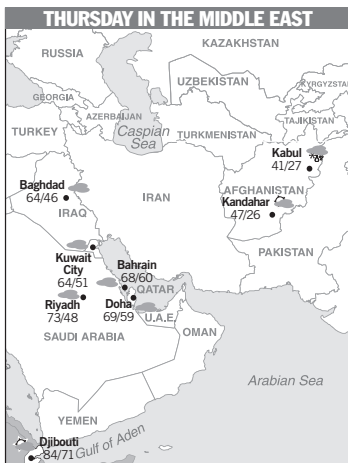 THURSDAY IN THE MIDDLE EAST
KAZAKHSTAN
RUSSIA
UZBEKISTAN
KYRGYZSTAN
GEORGIA
AZERBAIJAN
TAJIKISTAN
TURKEY
Caspian
Sea
TURKMENISTAN
Kabul
41/27
Baghdad
64/46
IRAQ
IRAN
AFGHANISTAN
Kandahar
47/26
PAKISTAN
Kuwait
City
64/51
Bahrain
68/60
QATAR
Riyadh
73/48
Doha
69/59
U.A.E.
SAUDI ARABIA
OMAN
Arabian Sea
YEMEN
Djibouti
84/71
Gulf of Aden